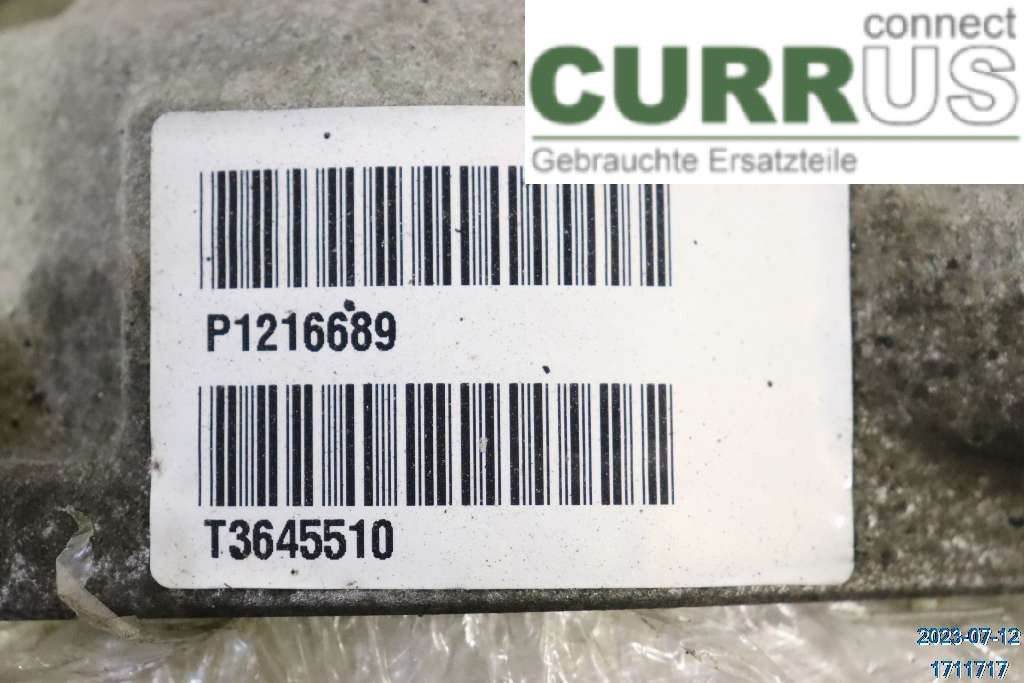 connect
CURRUS
Gebrauchte Ersatzteile
P1216689
T3645510
2023-07-12
1711717